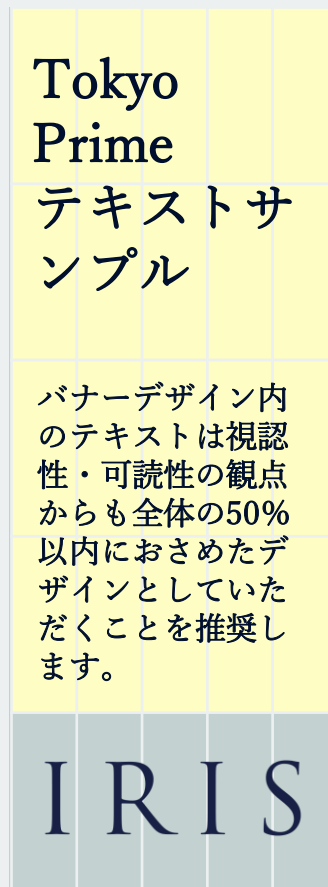 Tokyo
Prime
テキストサ
ンプル
バナーデザイン内
のテキストは視認
性・可読性の観点
からも全体の50%
以内におさめたデ
ザインとしていた
だくことを推奨し
ます。
IRIS